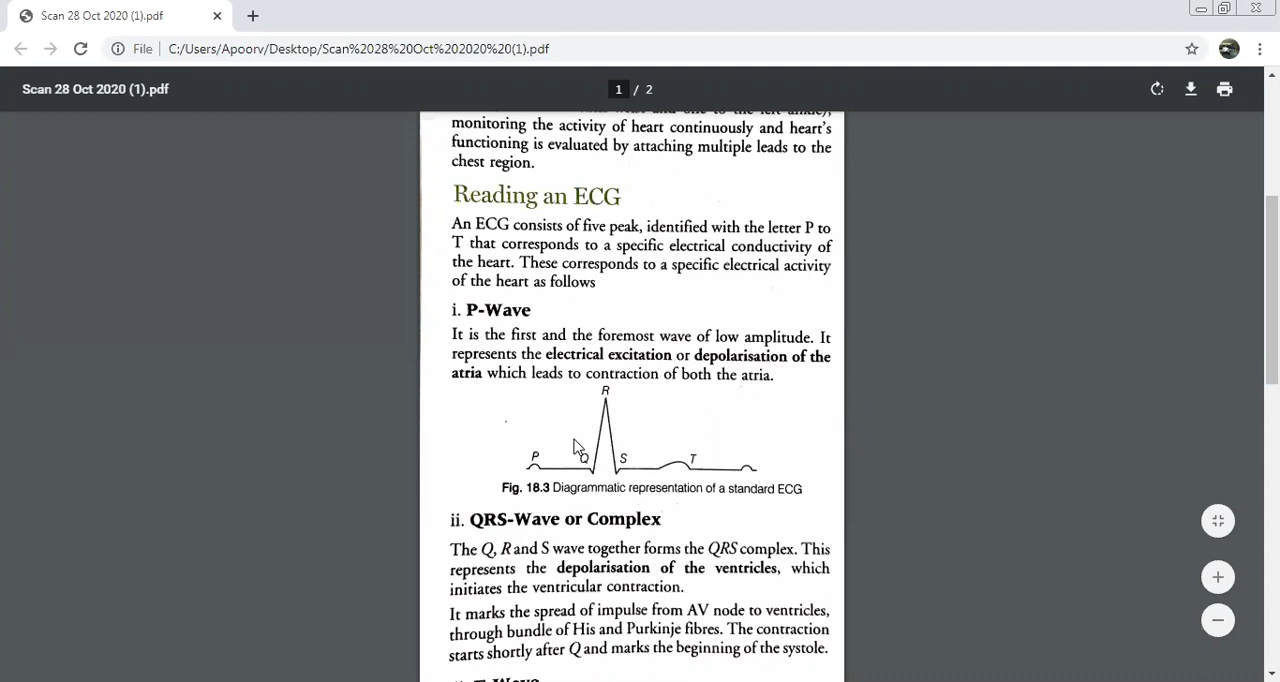 Scan 28 Oct 2020 (1).pdf
File C:/Users/Apoorv/Desktop/Scan%2028%20Oct%202020%20(1).pdf
Scan 28 Oct 2020 (1).pdf
1 / 2
and one to the left ankle),
monitoring the activity of heart continuously and heart's
functioning is evaluated by attaching multiple leads to the
chest region.
Reading an ECG
An ECG consists of five peak, identified with the letter P to
T that corresponds to a specific electrical conductivity of
the heart. These corresponds to a specific electrical activity
of the heart as follows
i. P-Wave
It is the first and the foremost wave of low amplitude. It
represents the electrical excitation or depolarisation of the
atria which leads to contraction of both the atria.
R
P
Q
S
T
Fig. 18.3 Diagrammatic representation of a standard ECG
ii. QRS-Wave or Complex
The Q, R and S wave together forms the QRS complex. This
represents the depolarisation of the ventricles, which
initiates the ventricular contraction.
It marks the spread of impulse from AV node to ventricles,
through bundle of His and Purkinje fibres. The contraction
starts shortly after Q and marks the beginning of the systole.
T-Wave